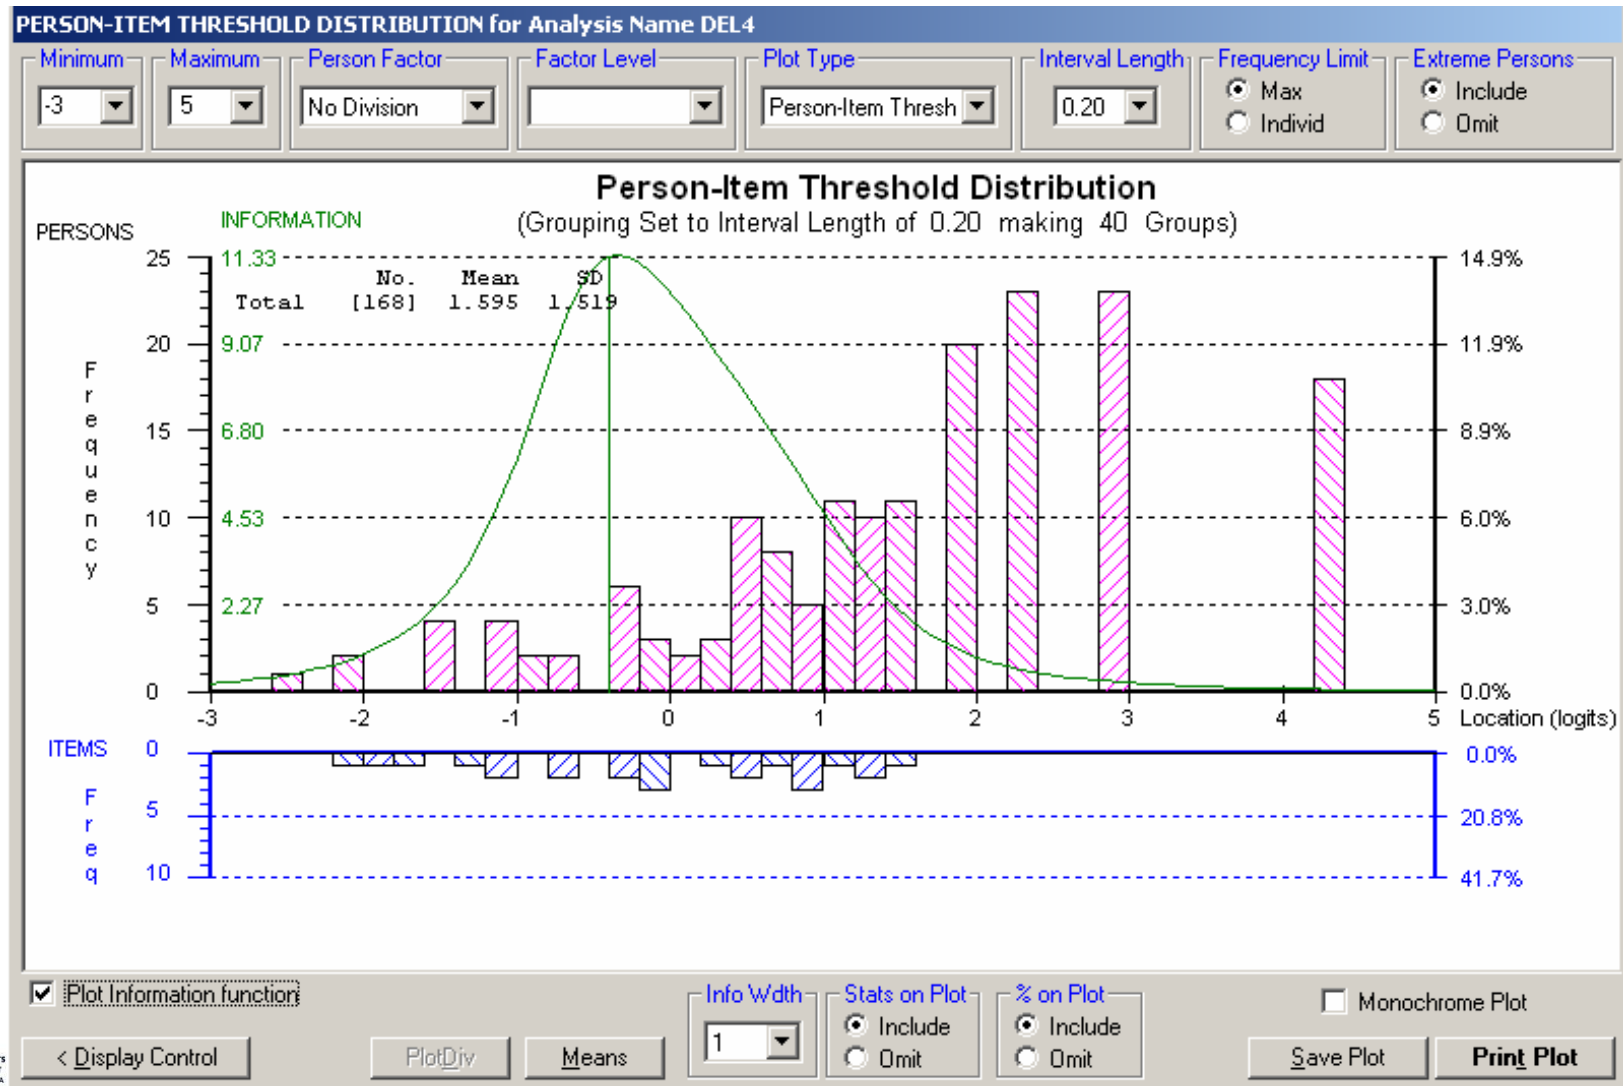 PERSON-ITEM THRESHOLD DISTRIBUTION for Analysis Name DEL4
Minimum Maximum Person Factor Factor Level Plot Type Interval Length Frequency Limit Extreme Persons
-3 5 No Division Person-Item Thresh 0.20 Max Include
Individ Omit
Person-Item Threshold Distribution
(Grouping Set to Interval Length of 0.20 making 40 Groups)
PERSONS INFORMATION
25 11.33 14.9%
No. Mean SD
Total [168] 1.595 1.519
20 9.07 11.9%
Frequency
15 6.80 8.9%
10 4.53 6.0%
5 2.27 3.0%
0 0.0%
-3 -2 -1 0 1 2 3 4 5 Location (logits)
ITEMS 0 0.0%
Freq
5 20.8%
10 41.7%
Plot Information function Info Wdth Stats on Plot % on Plot Monochrome Plot
1 Include Include
Omit Omit
< Display Control PlotDiv Means Save Plot Print Plot